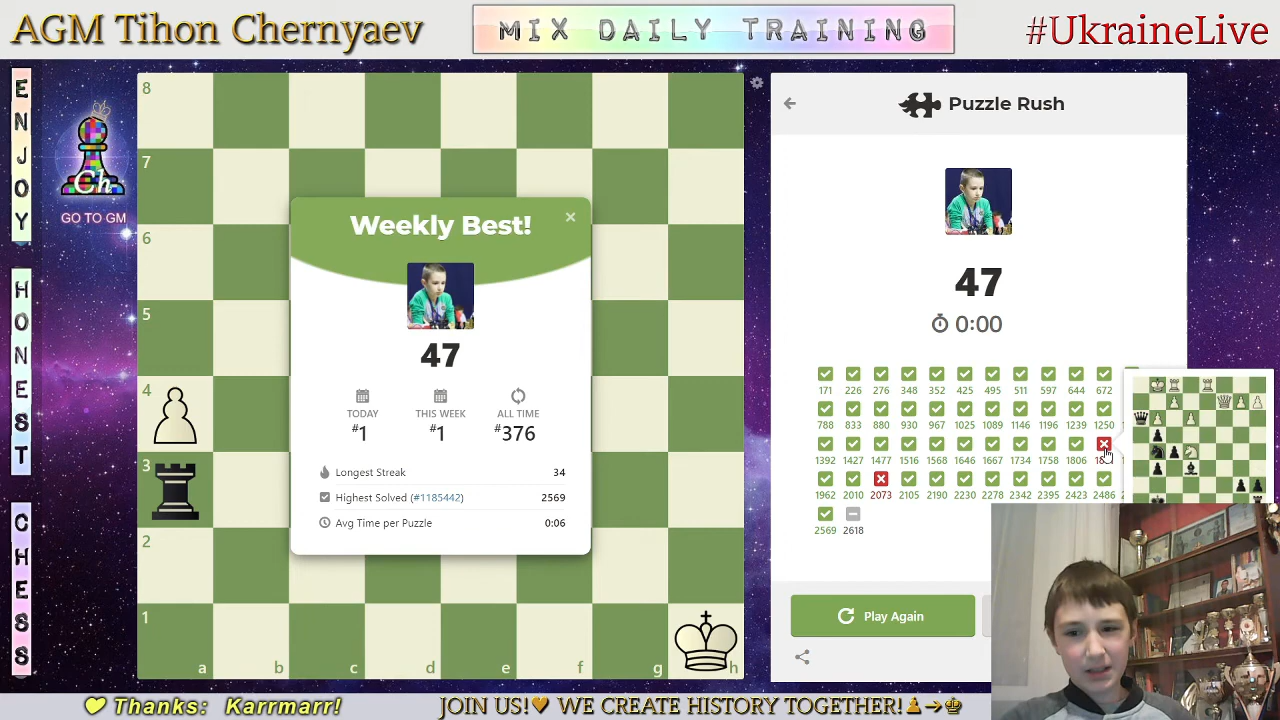 AGM Tihon Chernyaev
MIX DAILY TRAINING
#UkraineLive
ENJOY
HONEST
CHESS
Ch
GO TO GM
8
7
6
5
4
3
2
1
a b c d e f g h
Weekly Best!
47
TODAY THIS WEEK ALL TIME
#1 #1 #376
Longest Streak 34
Highest Solved (#1185442) 2569
Avg Time per Puzzle 0:06
Puzzle Rush
47
0:00
171 226 276 348 352 425 495 511 597 644 672
788 833 880 930 967 1025 1089 1146 1196 1239 1250
1392 1427 1477 1516 1568 1646 1667 1734 1758 1806
1962 2010 2073 2105 2190 2230 2278 2342 2395 2423 2486
2569 2618
Play Again
Thanks: Karrmarr!
JOIN US! WE CREATE HISTORY TOGETHER!